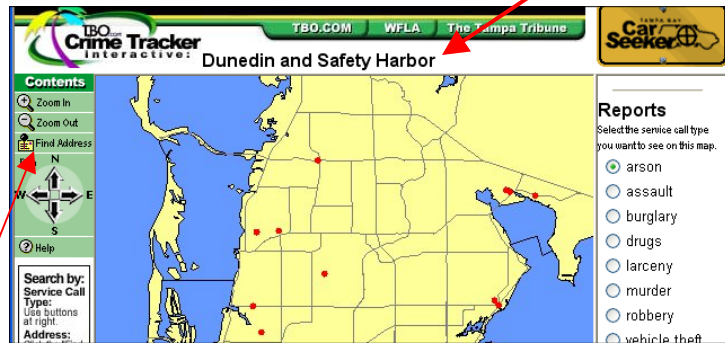 TBO.COM WFLA The Tampa Tribune
TBO.com
Crime Tracker
Interactive:
Dunedin and Safety Harbor
TAMPA BAY
Car
Seeker
Contents
Zoom In
Zoom Out
Find Address
N
W E
S
Help
Search by:
Service Call
Type:
Use buttons
at right.
Address:
Reports
Select the service call type
you want to see on this map.
arson
assault
burglary
drugs
larceny
murder
robbery
vehicle theft